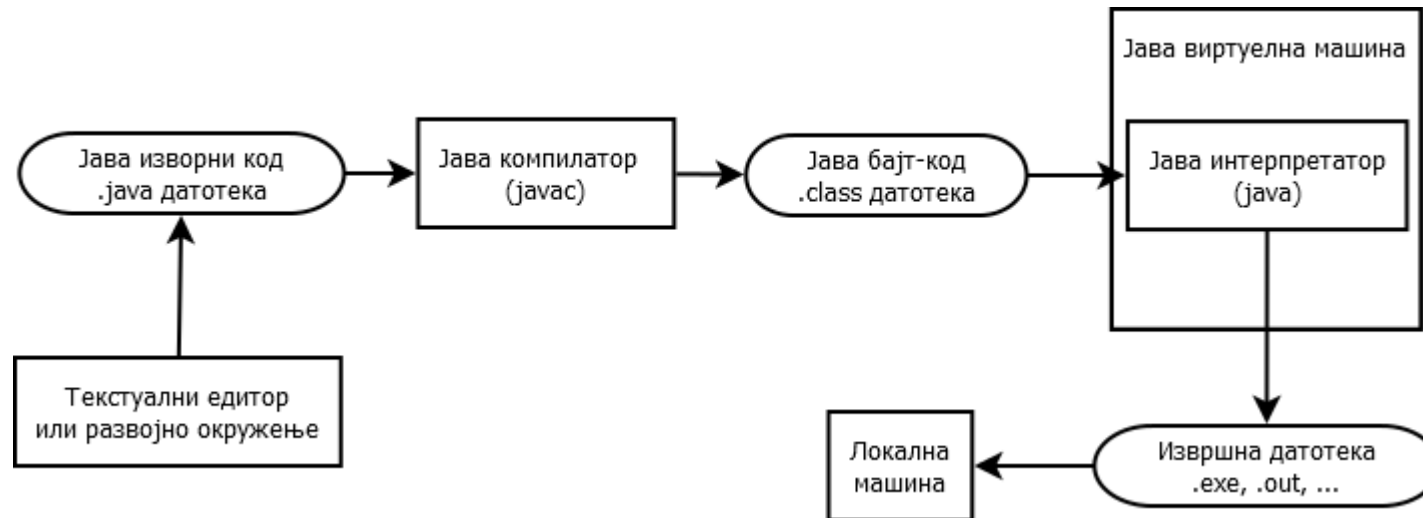 Јава виртуелна машина
Јава изворни код
.java датотека
Јава компилатор
(javac)
Јава бајт-код
.class датотека
Јава интерпретатор
(java)
Текстуални едитор
или развојно окружење
Локална
машина
Извршна датотека
.exe, .out, ...